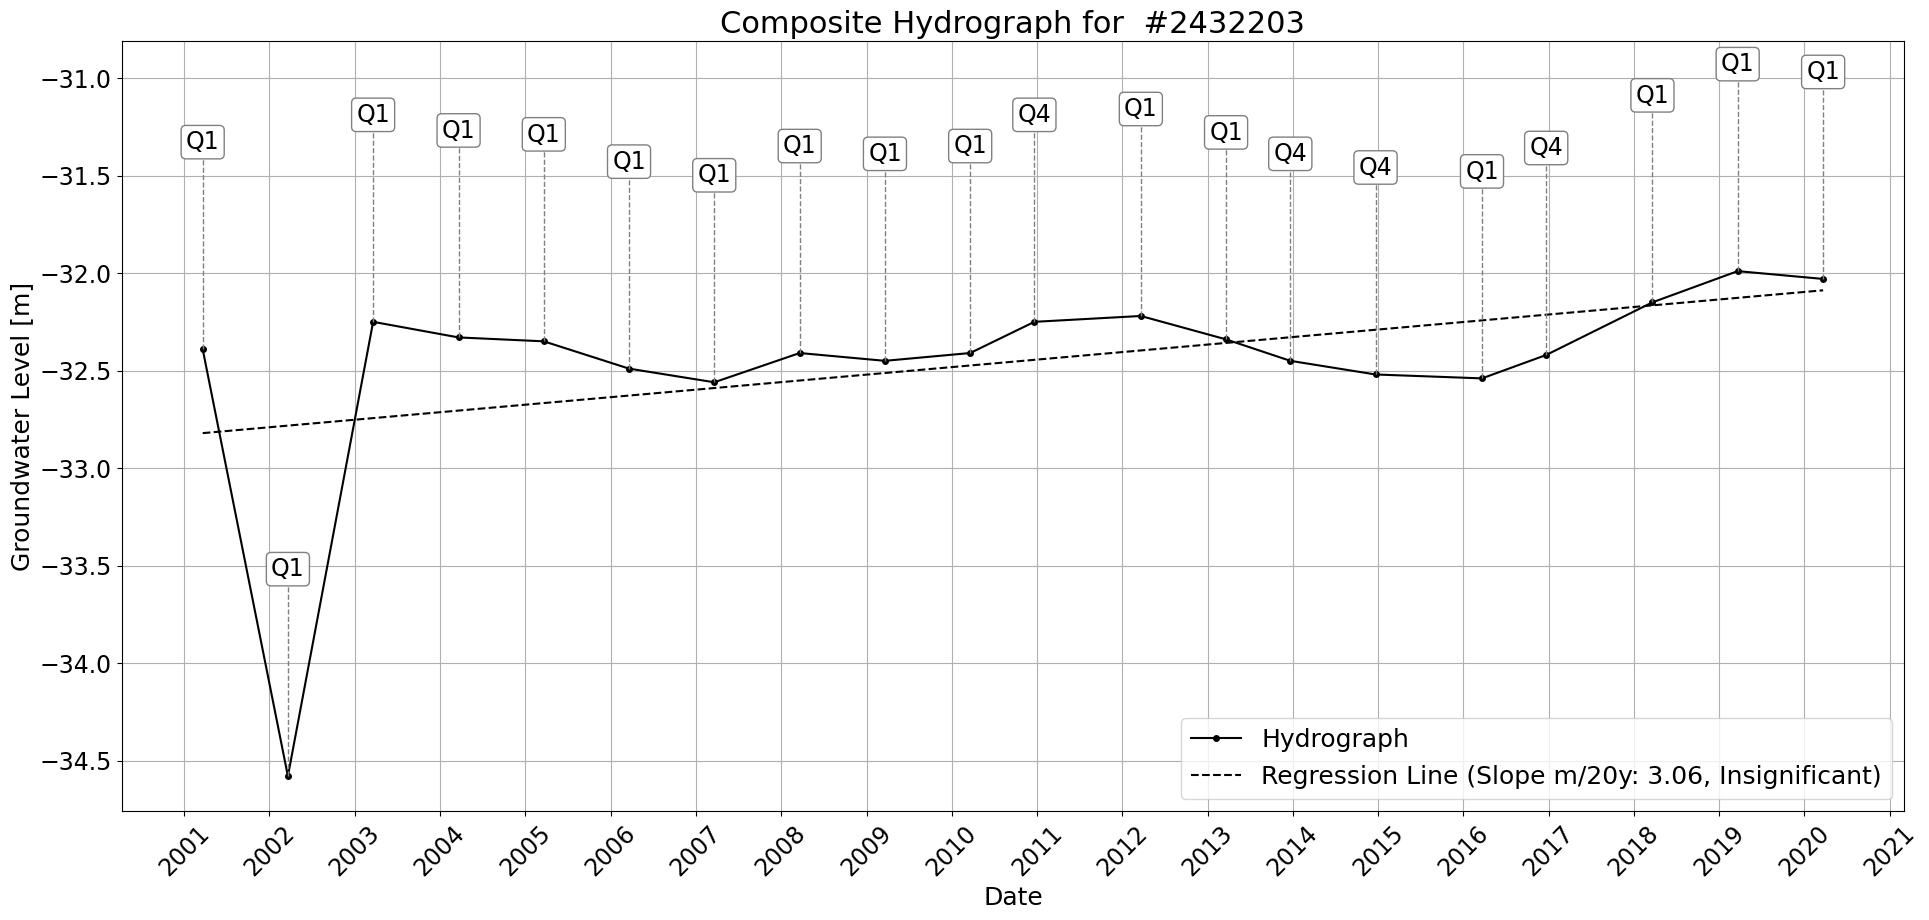 Composite Hydrograph for  #2432203
Groundwater Level [m]
−31.0
−31.5
−32.0
−32.5
−33.0
−33.5
−34.0
−34.5
Q1
Q1
Q1
Q1
Q1
Q1
Q1
Q1
Q1
Q1
Q4
Q1
Q1
Q4
Q4
Q1
Q4
Q1
Q1
Q1
Hydrograph
Regression Line (Slope m/20y: 3.06, Insignificant)
2001
2002
2003
2004
2005
2006
2007
2008
2009
2010
2011
2012
2013
2014
2015
2016
2017
2018
2019
2020
2021
Date